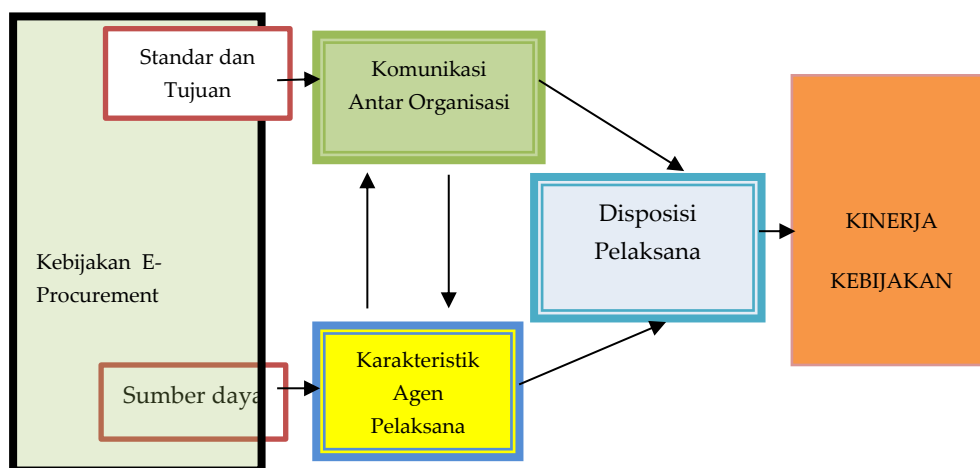 Standar dan
Tujuan
Komunikasi
Antar Organisasi
Kebijakan E-
Procurement
Disposisi
Pelaksana
KINERJA
KEBIJAKAN
Sumber daya
Karakteristik
Agen
Pelaksana